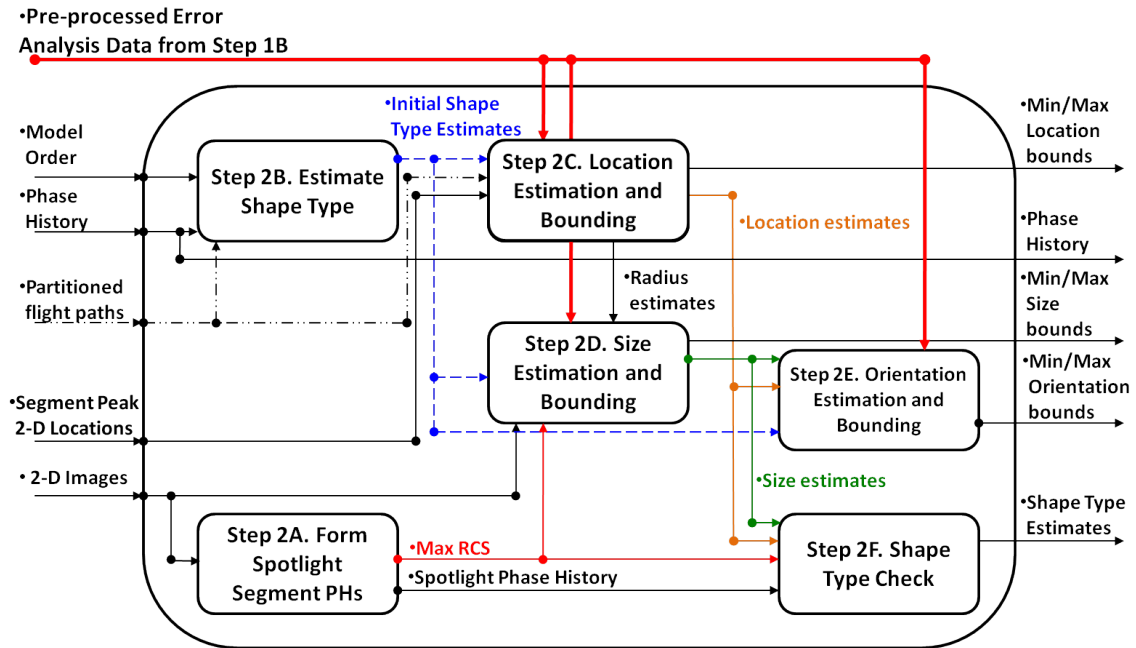 •Pre-processed Error
Analysis Data from Step 1B
•Model
Order
•Phase
History
•Partitioned
flight paths
•Segment Peak
2-D Locations
• 2-D Images
Step 2B. Estimate
Shape Type
•Initial Shape
Type Estimates
Step 2C. Location
Estimation and
Bounding
•Location estimates
•Radius
estimates
Step 2D. Size
Estimation and
Bounding
Step 2E. Orientation
Estimation and
Bounding
•Size estimates
Step 2A. Form
Spotlight
Segment PHs
•Max RCS
•Spotlight Phase History
Step 2F. Shape
Type Check
•Min/Max
Location
bounds
•Phase
History
•Min/Max
Size
bounds
•Min/Max
Orientation
bounds
•Shape Type
Estimates